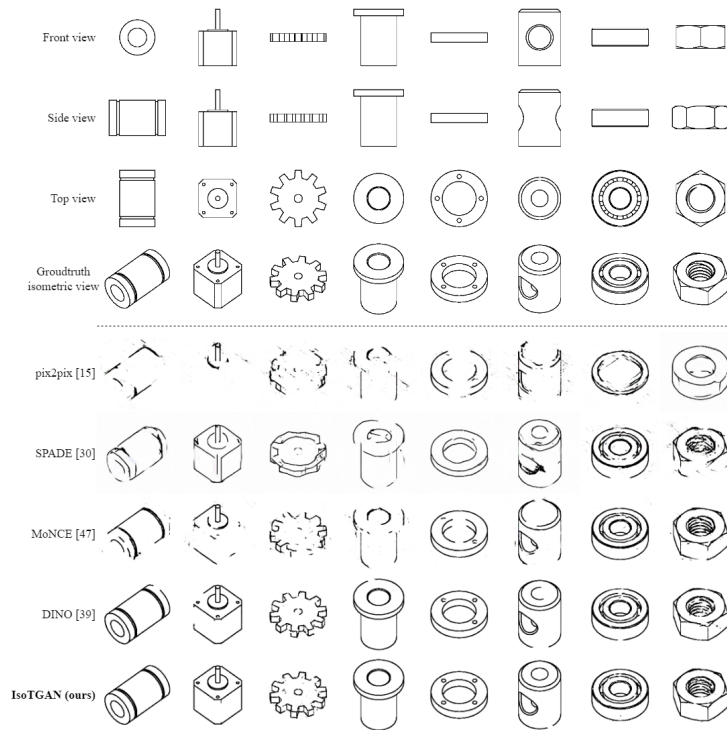 Front view
Side view
Top view
Groudtruth
isometric view
pix2pix [15]
SPADE [30]
MoNCE [47]
DINO [39]
IsoTGAN (ours)